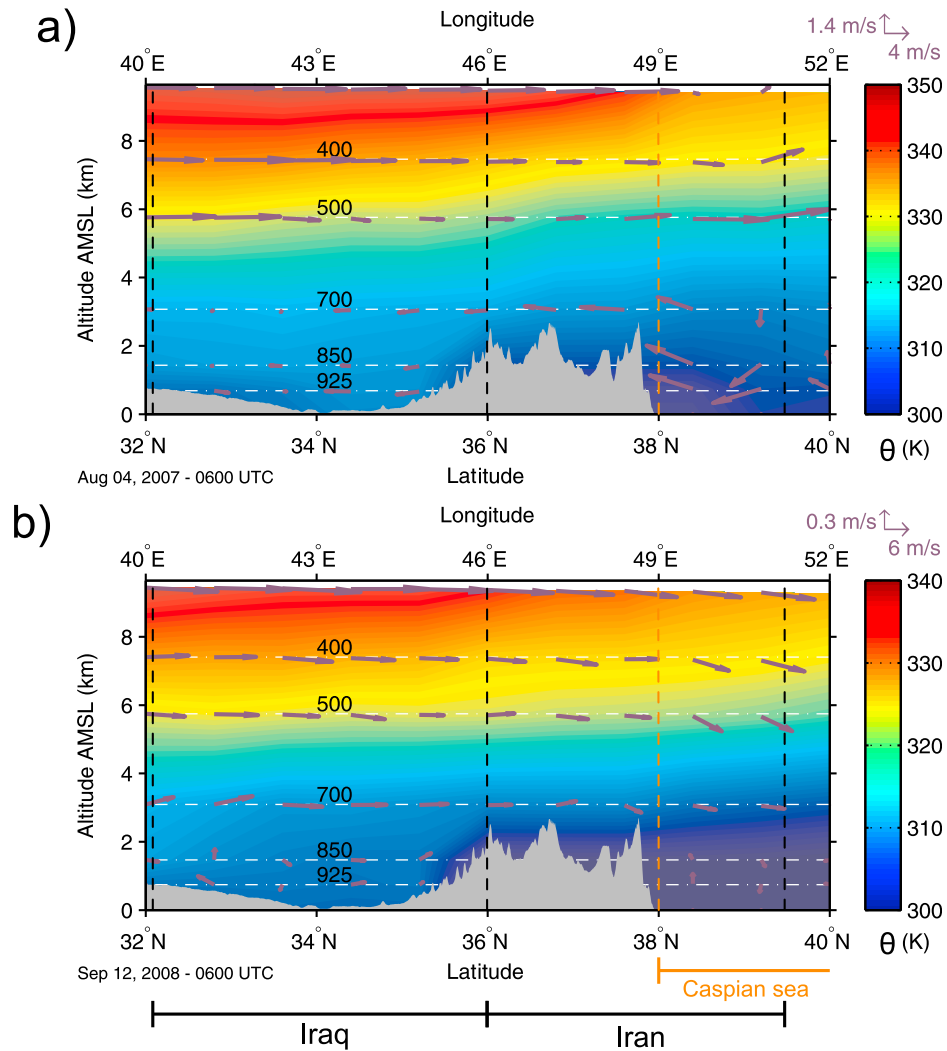 a)
Longitude
1.4 m/s
4 m/s
40°E 43°E 46°E 49°E 52°E
Altitude AMSL (km)
8
6
4
2
0
400
500
700
850
925
32°N 34°N 36°N 38°N 40°N
Latitude
Aug 04, 2007 - 0600 UTC
350
340
330
320
310
300
θ (K)
b)
Longitude
0.3 m/s
6 m/s
40°E 43°E 46°E 49°E 52°E
Altitude AMSL (km)
8
6
4
2
0
400
500
700
850
925
32°N 34°N 36°N 38°N 40°N
Latitude
Sep 12, 2008 - 0600 UTC
340
330
320
310
300
θ (K)
Caspian sea
Iraq Iran